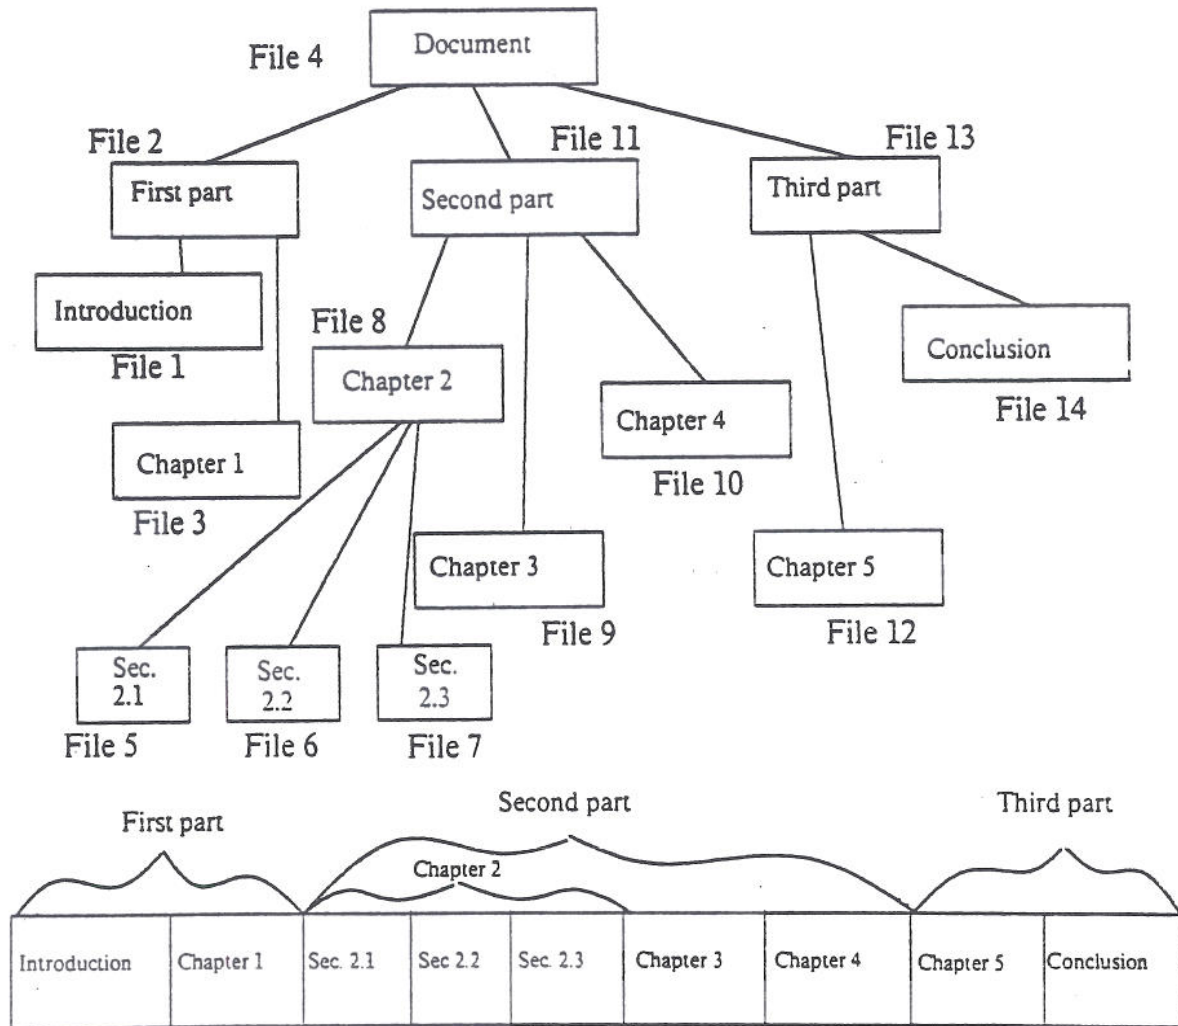 Document
File 4
File 2
File 11
File 13
First part
Second part
Third part
Introduction
File 1
File 8
Chapter 2
Conclusion
File 14
Chapter 4
File 10
Chapter 1
File 3
Chapter 3
File 9
Chapter 5
File 12
Sec.
2.1
Sec.
2.2
Sec.
2.3
File 5
File 6
File 7
First part
Second part
Third part
Chapter 2
Introduction
Chapter 1
Sec. 2.1
Sec 2.2
Sec. 2.3
Chapter 3
Chapter 4
Chapter 5
Conclusion